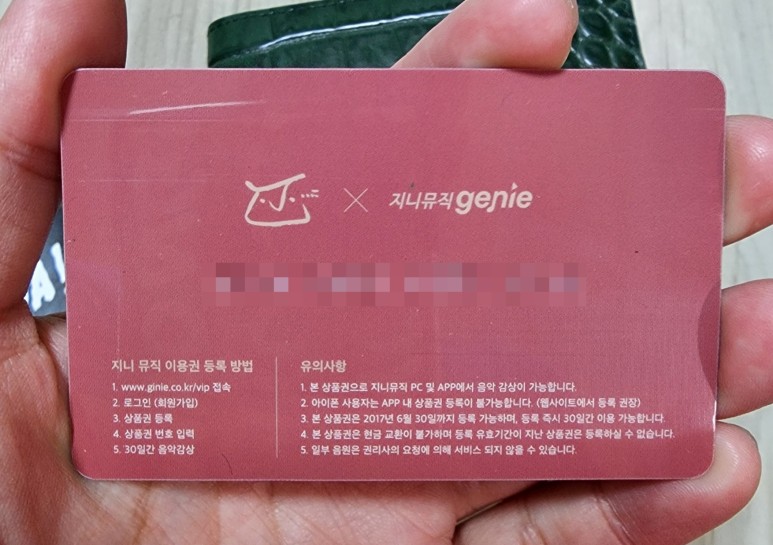 지니뮤직 genie
지니 뮤직 이용권 등록 방법
1. www.ginie.co.kr/vip 접속
2. 로그인 (회원가입)
3. 상품권 등록
4. 상품권 번호 입력
5. 30일간 음악감상
유의사항
1. 본 상품권으로 지니뮤직 PC 및 APP에서 음악 감상이 가능합니다.
2. 아이폰 사용자는 APP 내 상품권 등록이 불가능합니다. (웹사이트에서 등록 권장)
3. 본 상품권은 2017년 6월 30일까지 등록 가능하며, 등록 즉시 30일간 이용 가능합니다.
4. 본 상품권은 현금 교환이 불가하며 등록 유효기간이 지난 상품권은 등록하실 수 없습니다.
5. 일부 음원은 권리사의 요청에 의해 서비스 되지 않을 수 있습니다.